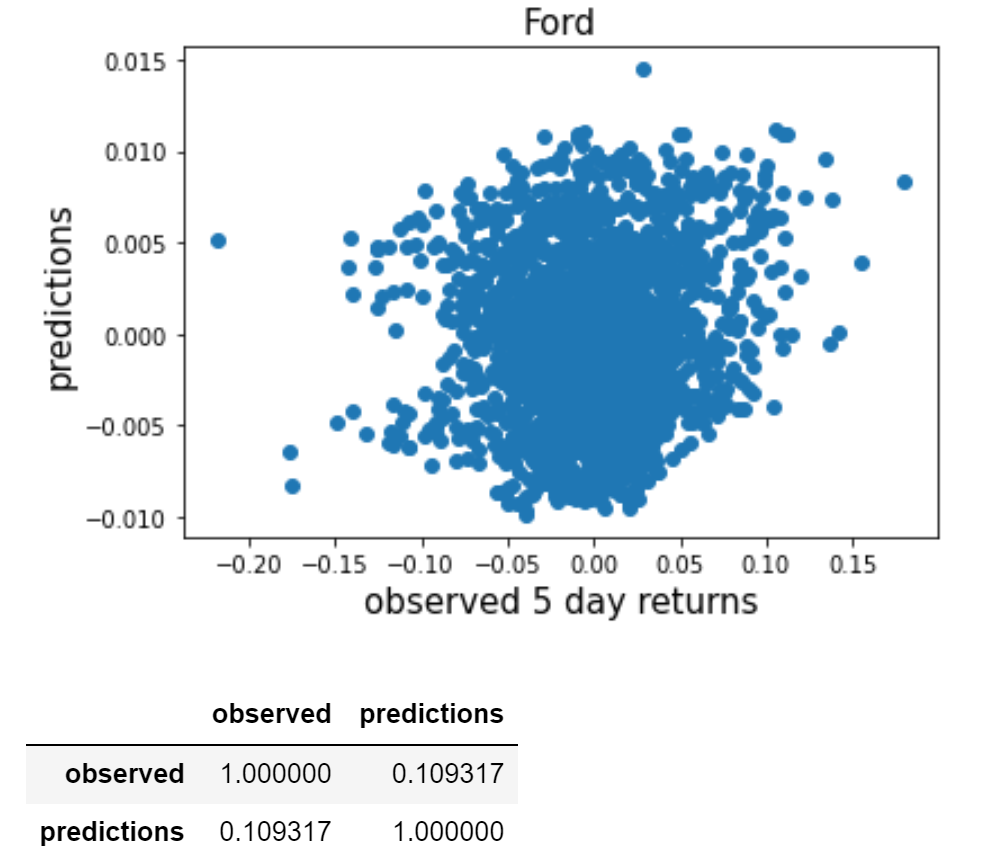 Ford
0.015
0.010
0.005
0.000
−0.005
−0.010
predictions
−0.20 −0.15 −0.10 −0.05 0.00 0.05 0.10 0.15
observed 5 day returns
observed predictions
observed 1.000000 0.109317
predictions 0.109317 1.000000